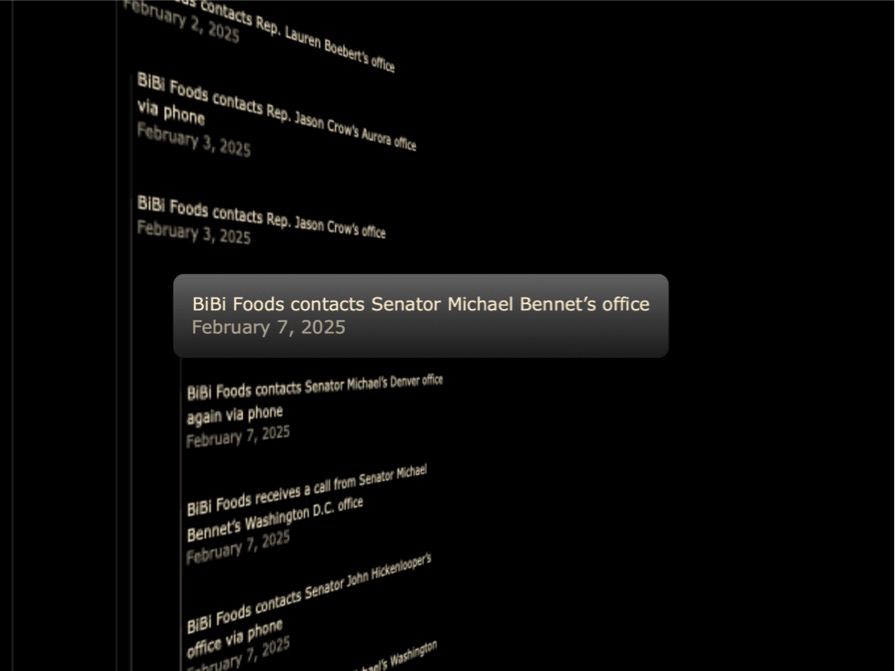 Foods contacts Rep. Lauren Boebert's office
February 2, 2025
BiBi Foods contacts Rep. Jason Crow's Aurora office
via phone
February 3, 2025
BiBi Foods contacts Rep. Jason Crow's office
February 3, 2025
BiBi Foods contacts Senator Michael Bennet's office
February 7, 2025
BiBi Foods contacts Senator Michael's Denver office
again via phone
February 7, 2025
BiBi Foods receives a call from Senator Michael
Bennet's Washington D.C. office
February 7, 2025
BiBi Foods contacts Senator John Hickenlooper's
office via phone
February 7, 2025
Washington